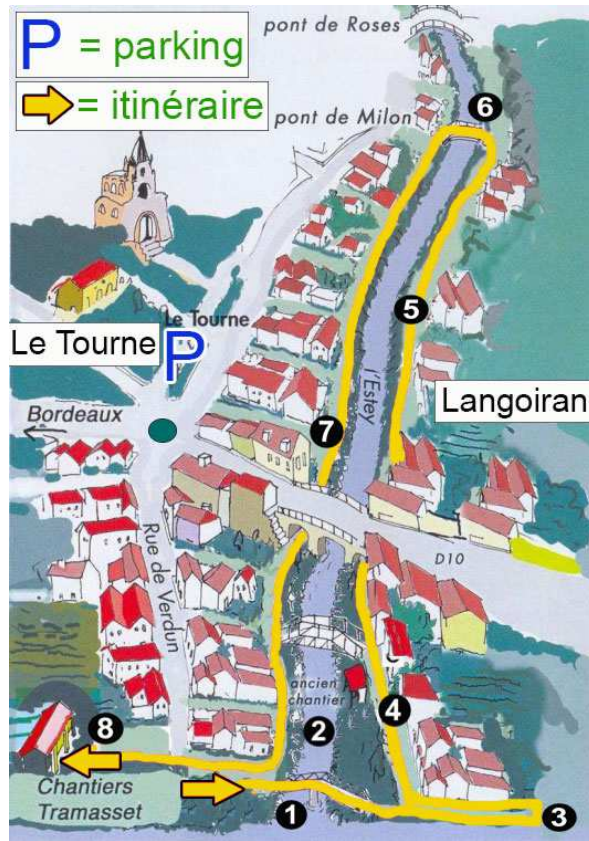 pont de Roses
P = parking
= itinéraire
pont de Milon
6
5
Le Tourne
P
Le Tourne
Langoiran
Bordeaux
l'Estey
7
D10
Rue de Verdun
ancien
chantier
4
2
8
Chantiers
Tramasset
1
3